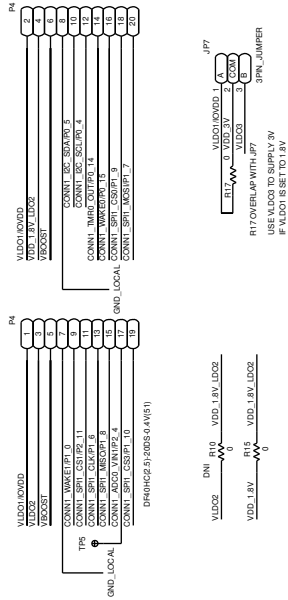 P4
VLDO1/IOVDD 1
VLDO2 3
VBOOST 5
7
CONN1_WAKE1/P1_0 9
CONN1_SPI1_CS1/P2_11 11
CONN1_SPI1_CLK/P1_6 13
CONN1_SPI1_MISO/P1_8 15
CONN1_ADC0_VIN1/P2_4 17
CONN1_SPI1_CS3/P1_10 19
TP5
GND_LOCAL
DF40HC(2.5)-20DS-0.4V(51)
P4
VLDO1/IOVDD 2
VDD_1.8V_LDO2 4
VBOOST 6
8
CONN1_I2C_SDA/P0_5 10
CONN1_I2C_SCL/P0_4 12
CONN1_TMR0_OUT/P0_14 14
CONN1_WAKE0/P0_15 16
CONN1_SPI1_CS0/P1_9 18
CONN1_SPI1_MOSI/P1_7 20
GND_LOCAL
DNI
VLDO2 R10 VDD_1.8V_LDO2
0
VDD_1.8V R15 VDD_1.8V_LDO2
0
JP7
VLDO1/IOVDD 1 A
R17 0 VDD_3V 2 COM
VLDO3 3 B
3PIN_JUMPER
R17 OVERLAP WITH JP7
USE VLDO3 TO SUPPLY 3V
IF VLDO1 IS SET TO 1.8V